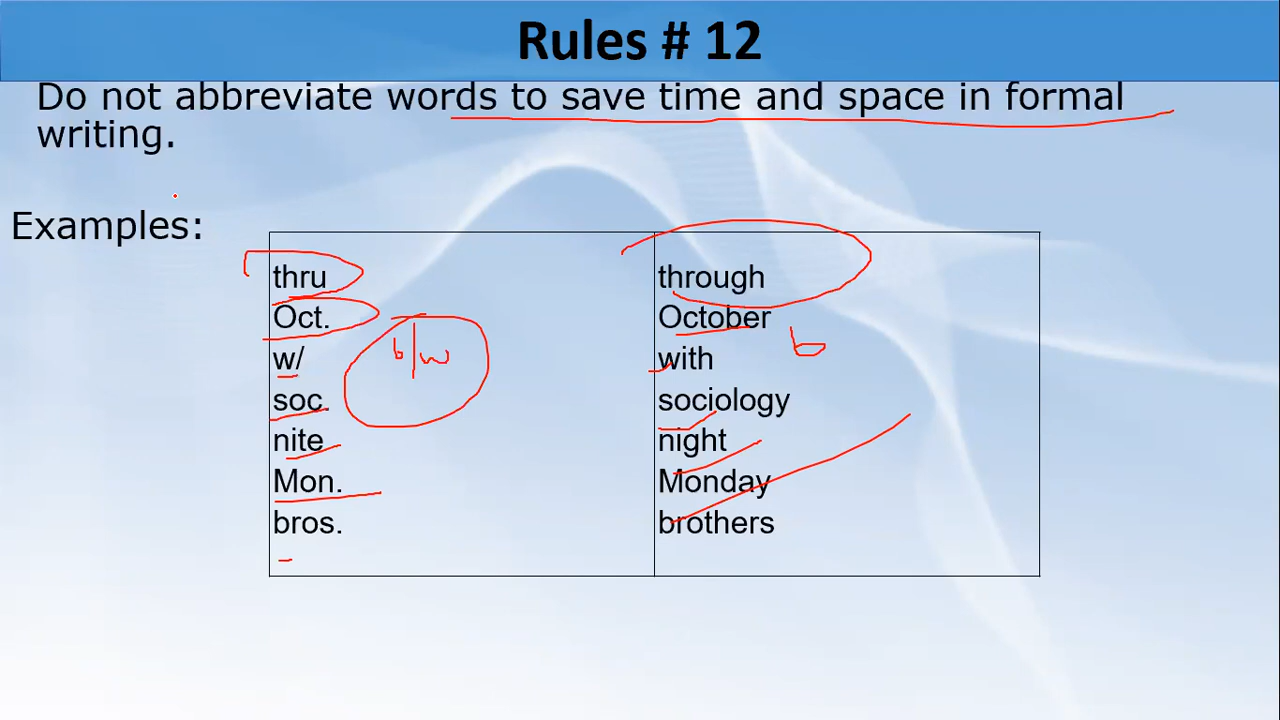 Rules # 12
Do not abbreviate words to save time and space in formal
writing.
Examples:
thru through
Oct. October
b/w
w/ with
b
soc. sociology
nite night
Mon. Monday
bros. brothers